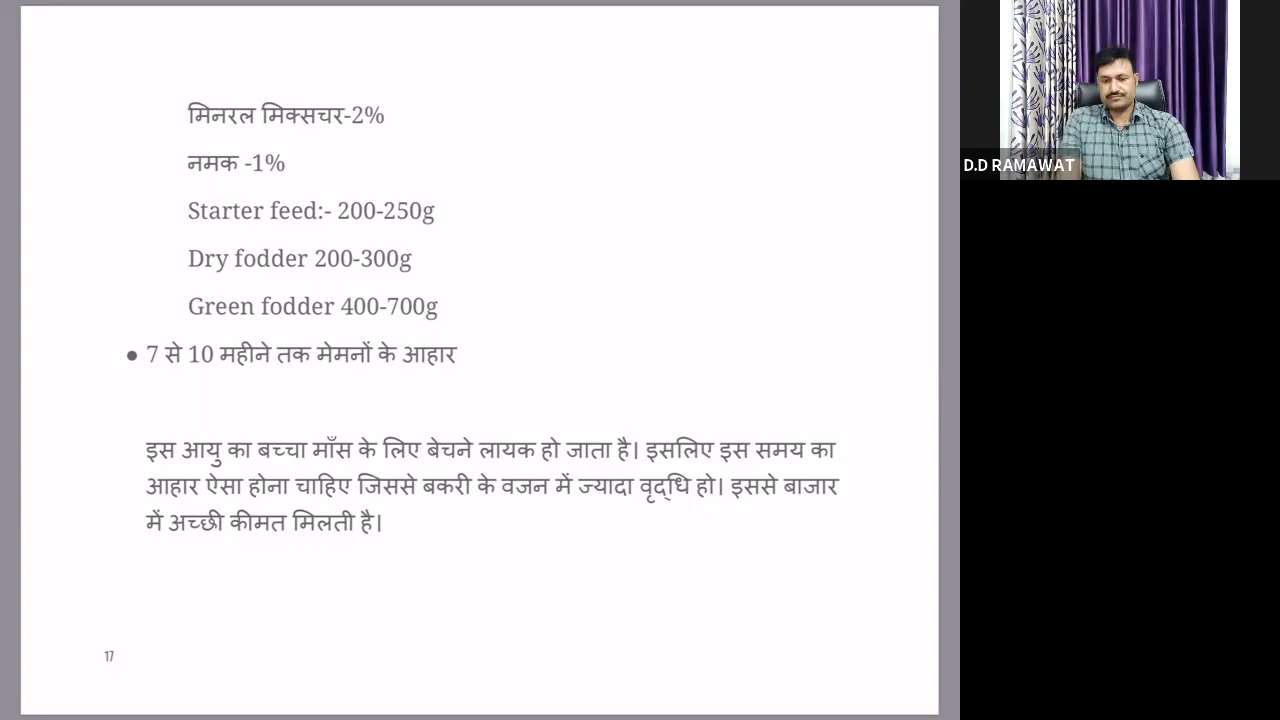 मिनरल मिक्सचर-2%
नमक -1%
Starter feed:- 200-250g
Dry fodder 200-300g
Green fodder 400-700g
● 7 से 10 महीने तक मेमनों के आहार
इस आयु का बच्चा माँस के लिए बेचने लायक हो जाता है। इसलिए इस समय का
आहार ऐसा होना चाहिए जिससे बकरी के वजन में ज्यादा वृद्धि हो। इससे बाजार
में अच्छी कीमत मिलती है।
17
D.D RAMAWAT